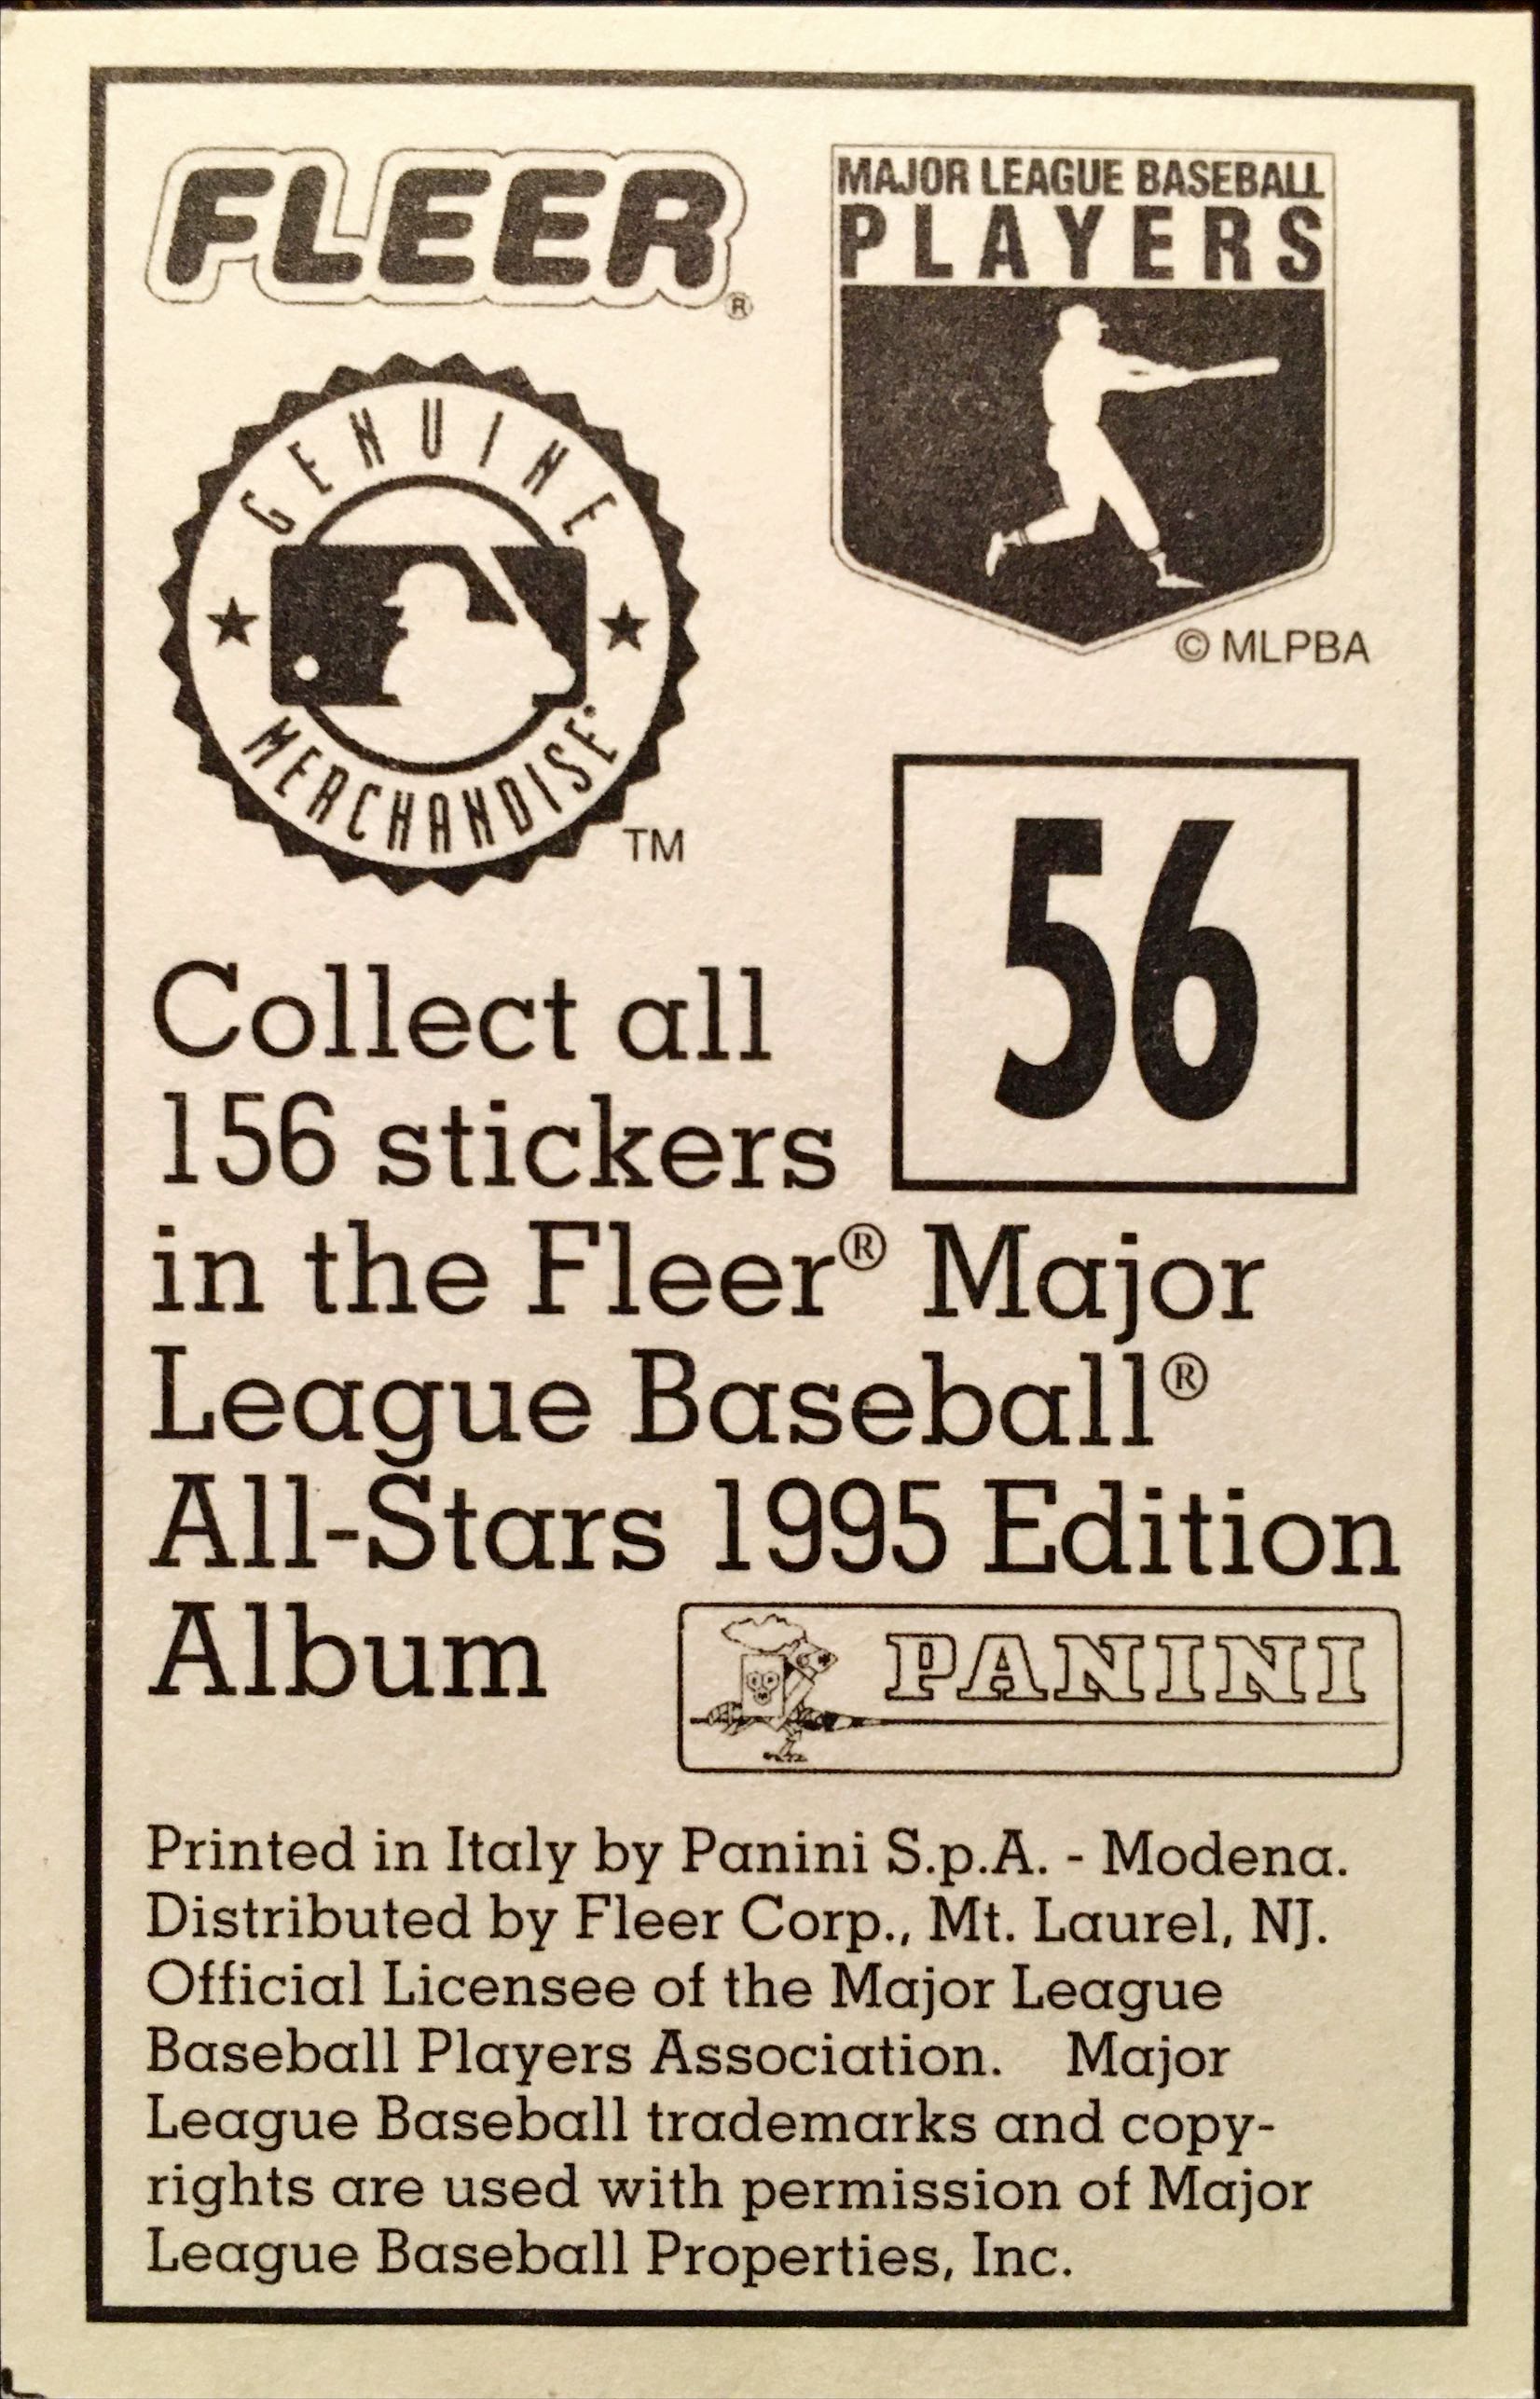 FLEER®
MAJOR LEAGUE BASEBALL
PLAYERS
© MLPBA
GENUINE
MERCHANDISE
TM
56
Collect all
156 stickers
in the Fleer® Major
League Baseball®
All-Stars 1995 Edition
Album
PANINI
Printed in Italy by Panini S.p.A. - Modena.
Distributed by Fleer Corp., Mt. Laurel, NJ.
Official Licensee of the Major League
Baseball Players Association. Major
League Baseball trademarks and copy-
rights are used with permission of Major
League Baseball Properties, Inc.